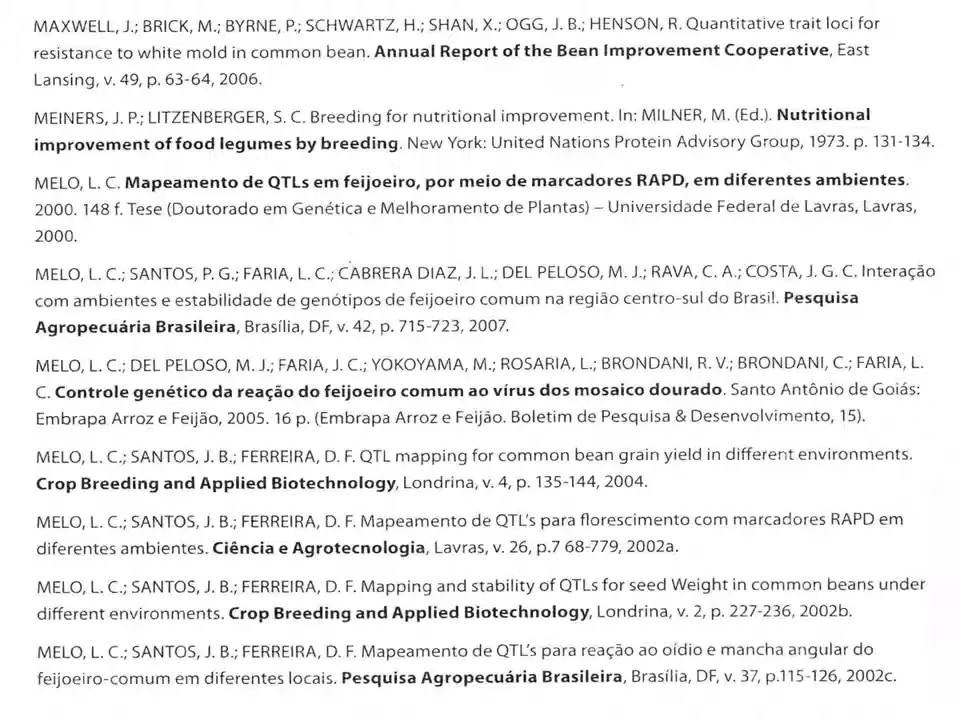 MAXWELL, J.; BRICK, M.; BYRNE, P.; SCHWARTZ, H.; SHAN, X.; OGG, J. B.; HENSON, R. Quantitative trait loci for
resistance to white mold in common bean. Annual Report of the Bean Improvement Cooperative, East
Lansing, v. 49, p. 63-64, 2006.
MEINERS, J. P.; LITZENBERGER, S. C. Breeding for nutritional improvement. In: MILNER, M. (Ed.). Nutritional
improvement of food legumes by breeding. New York: United Nations Protein Advisory Group, 1973. p. 131-134.
MELO, L. C. Mapeamento de QTLs em feijoeiro, por meio de marcadores RAPD, em diferentes ambientes.
2000. 148 f. Tese (Doutorado em Genética e Melhoramento de Plantas) – Universidade Federal de Lavras, Lavras,
2000.
MELO, L. C.; SANTOS, P. G.; FARIA, L. C.; CABRERA DIAZ, J. L.; DEL PELOSO, M. J.; RAVA, C. A.; COSTA, J. G. C. Interação
com ambientes e estabilidade de genótipos de feijoeiro comum na região centro-sul do Brasil. Pesquisa
Agropecuária Brasileira, Brasília, DF, v. 42, p. 715-723, 2007.
MELO, L. C.; DEL PELOSO, M. J.; FARIA, J. C.; YOKOYAMA, M.; ROSARIA, L.; BRONDANI, R. V.; BRONDANI, C.; FARIA, L.
C. Controle genético da reação do feijoeiro comum ao vírus dos mosaico dourado. Santo Antônio de Goiás:
Embrapa Arroz e Feijão, 2005. 16 p. (Embrapa Arroz e Feijão. Boletim de Pesquisa & Desenvolvimento, 15).
MELO, L. C.; SANTOS, J. B.; FERREIRA, D. F. QTL mapping for common bean grain yield in different environments.
Crop Breeding and Applied Biotechnology, Londrina, v. 4, p. 135-144, 2004.
MELO, L. C.; SANTOS, J. B.; FERREIRA, D. F. Mapeamento de QTL's para florescimento com marcadores RAPD em
diferentes ambientes. Ciência e Agrotecnologia, Lavras, v. 26, p.7 68-779, 2002a.
MELO, L. C.; SANTOS, J. B.; FERREIRA, D. F. Mapping and stability of QTLs for seed Weight in common beans under
different environments. Crop Breeding and Applied Biotechnology, Londrina, v. 2, p. 227-236, 2002b.
MELO, L. C.; SANTOS, J. B.; FERREIRA, D. F. Mapeamento de QTL's para reação ao oídio e mancha angular do
feijoeiro-comum em diferentes locais. Pesquisa Agropecuária Brasileira, Brasília, DF, v. 37, p.115-126, 2002c.